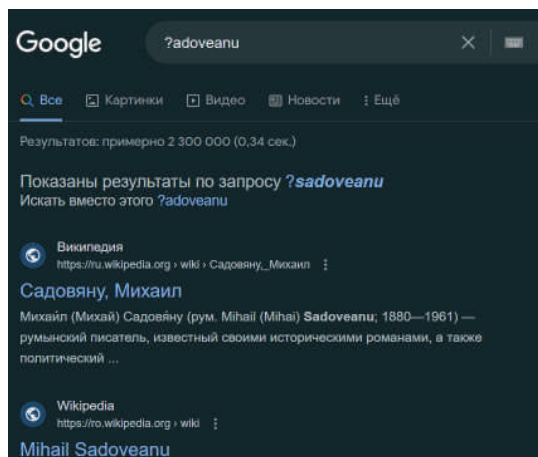 Google ?adoveanu
Все Картинки Видео Новости Ещё
Результатов: примерно 2 300 000 (0,34 сек.)
Показаны результаты по запросу ?sadoveanu
Искать вместо этого ?adoveanu
Википедия
https://ru.wikipedia.org › wiki › Садовяну,_Михаил
Садовяну, Михаил
Михаи́л (Михай) Садовя́ну (рум. Mihail (Mihai) Sadoveanu; 1880—1961) —
румынский писатель, известный своими историческими романами, а также
политический ...
Wikipedia
https://ro.wikipedia.org › wiki
Mihail Sadoveanu